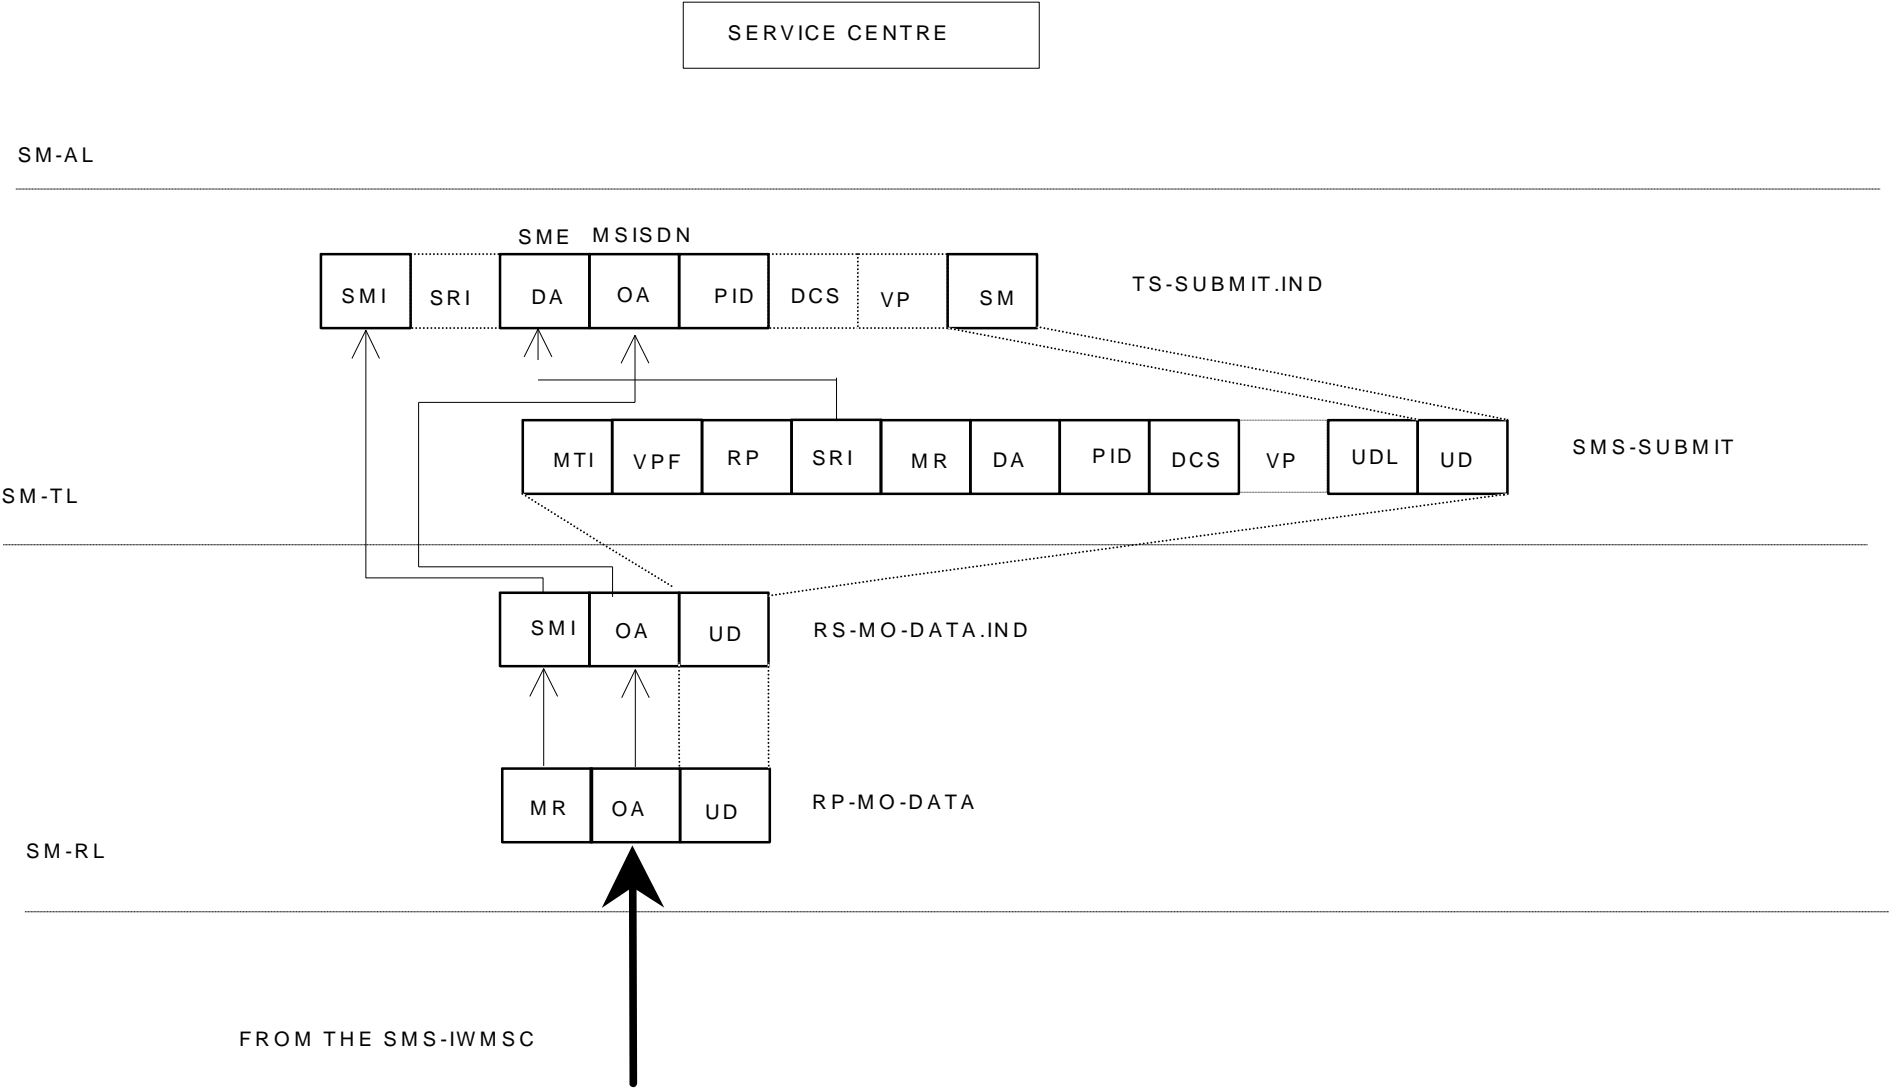 SERVICE CENTRE
SM-AL
SME MSISDN
SMI SRI DA OA PID DCS VP SM TS-SUBMIT.IND
MTI VPF RP SRI MR DA PID DCS VP UDL UD SMS-SUBMIT
SM-TL
SMI OA UD RS-MO-DATA.IND
MR OA UD RP-MO-DATA
SM-RL
FROM THE SMS-IWMSC